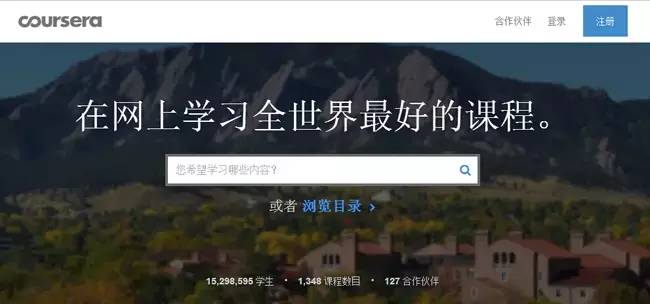 coursera 合作伙伴 登录 注册
在网上学习全世界最好的课程。
您希望学习哪些内容？
或者 浏览目录 >
15,298,595 学生 • 1,348 课程数目 • 127 合作伙伴